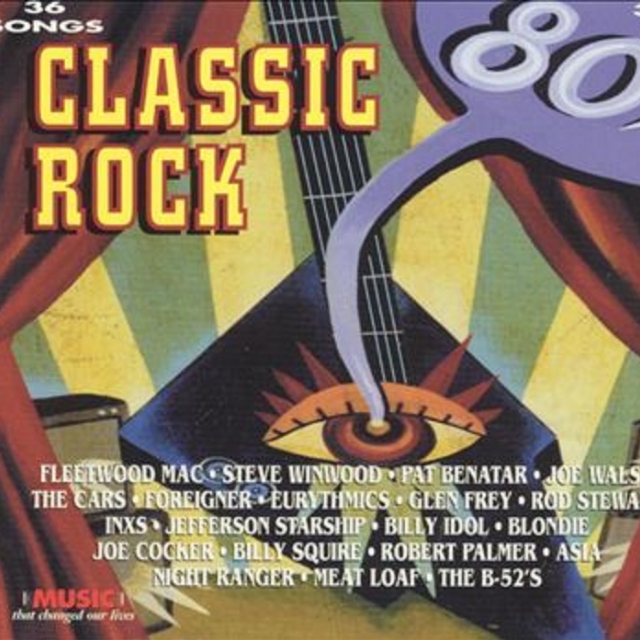 36
SONGS
CLASSIC
ROCK
80
FLEETWOOD MAC • STEVE WINWOOD • PAT BENATAR • JOE WALS
THE CARS • FOREIGNER • EURYTHMICS • GLEN FREY • ROD STEWA
INXS • JEFFERSON STARSHIP • BILLY IDOL • BLONDIE
JOE COCKER • BILLY SQUIRE • ROBERT PALMER • ASIA
NIGHT RANGER • MEAT LOAF • THE B-52'S
MUSIC
that changed our lives